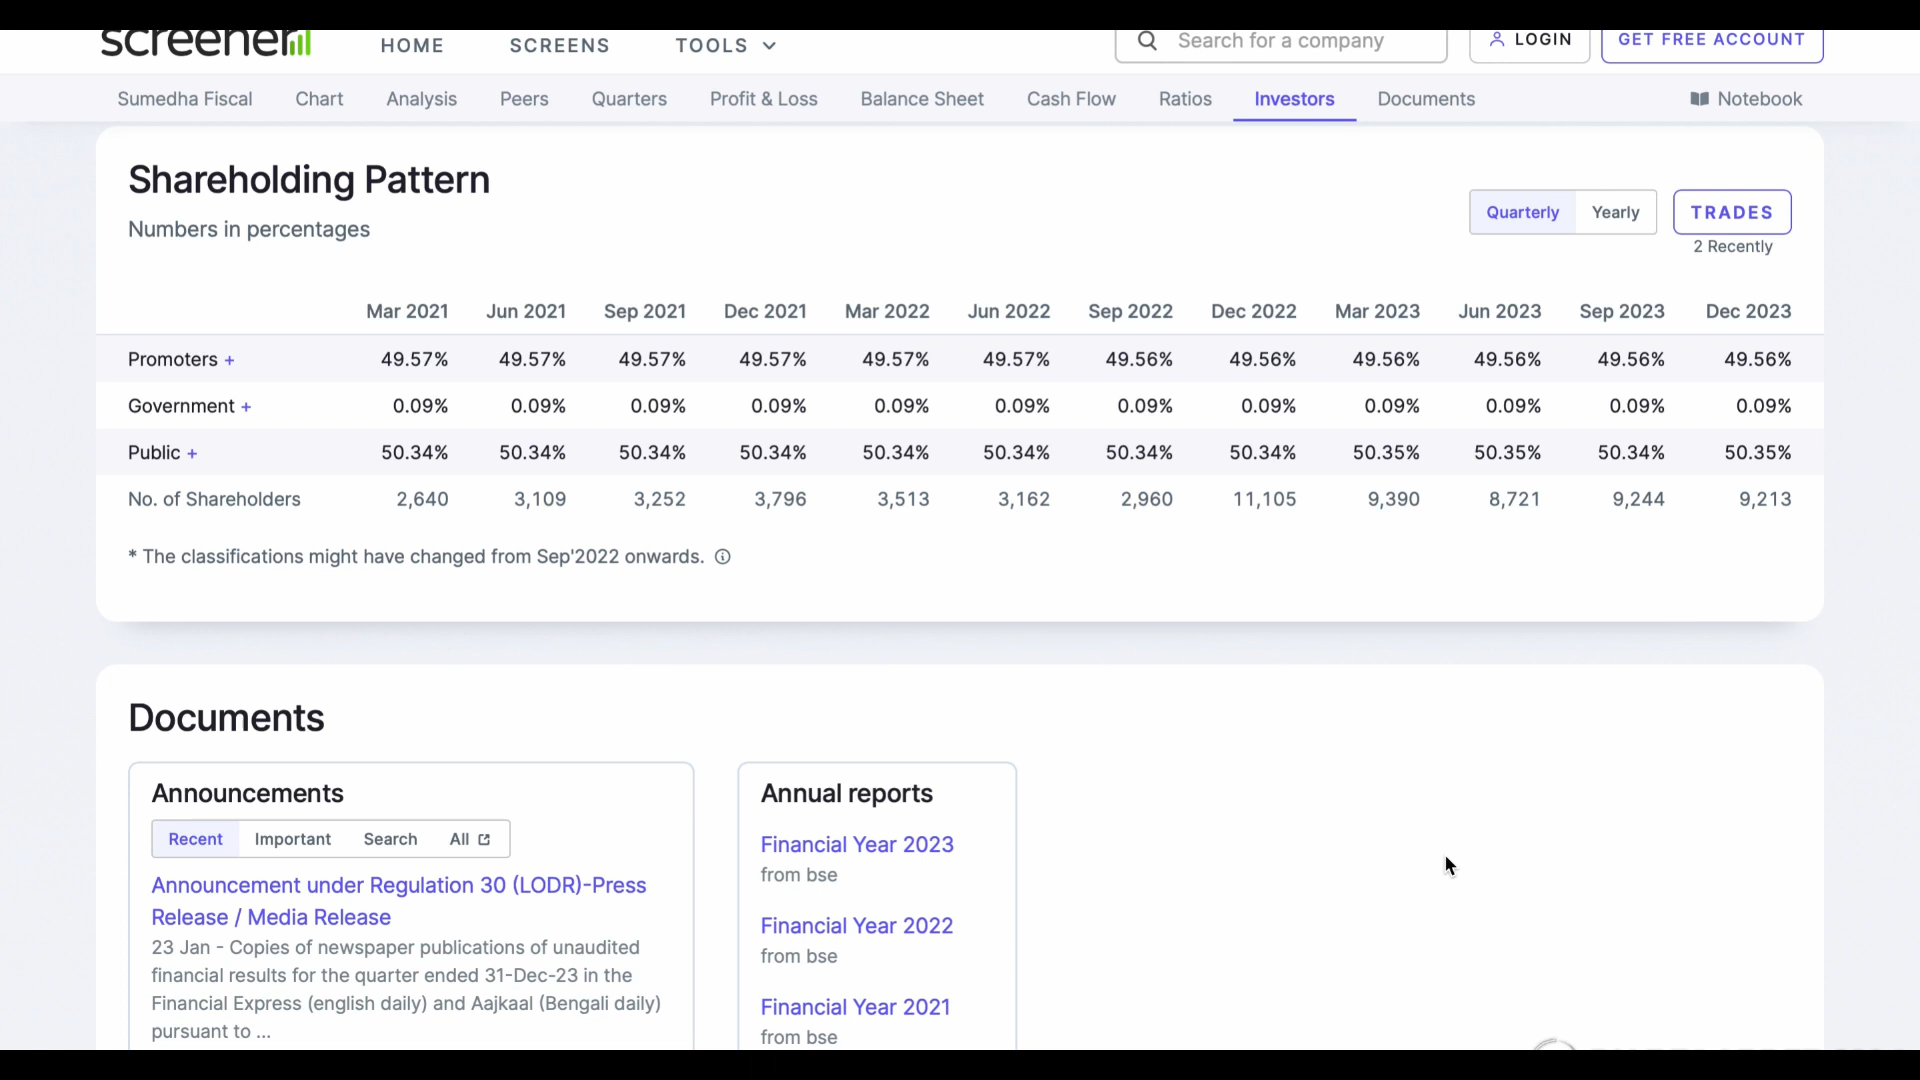 screener HOME SCREENS TOOLS Search for a company LOGIN GET FREE ACCOUNT
Sumedha Fiscal Chart Analysis Peers Quarters Profit & Loss Balance Sheet Cash Flow Ratios Investors Documents Notebook
Shareholding Pattern
Numbers in percentages
Quarterly Yearly TRADES
2 Recently
Mar 2021 Jun 2021 Sep 2021 Dec 2021 Mar 2022 Jun 2022 Sep 2022 Dec 2022 Mar 2023 Jun 2023 Sep 2023 Dec 2023
Promoters + 49.57% 49.57% 49.57% 49.57% 49.57% 49.57% 49.56% 49.56% 49.56% 49.56% 49.56% 49.56%
Government + 0.09% 0.09% 0.09% 0.09% 0.09% 0.09% 0.09% 0.09% 0.09% 0.09% 0.09% 0.09%
Public + 50.34% 50.34% 50.34% 50.34% 50.34% 50.34% 50.34% 50.34% 50.35% 50.35% 50.34% 50.35%
No. of Shareholders 2,640 3,109 3,252 3,796 3,513 3,162 2,960 11,105 9,390 8,721 9,244 9,213
* The classifications might have changed from Sep'2022 onwards.
Documents
Announcements
Recent Important Search All
Announcement under Regulation 30 (LODR)-Press
Release / Media Release
23 Jan - Copies of newspaper publications of unaudited
financial results for the quarter ended 31-Dec-23 in the
Financial Express (english daily) and Aajkaal (Bengali daily)
pursuant to ...
Annual reports
Financial Year 2023
from bse
Financial Year 2022
from bse
Financial Year 2021
from bse